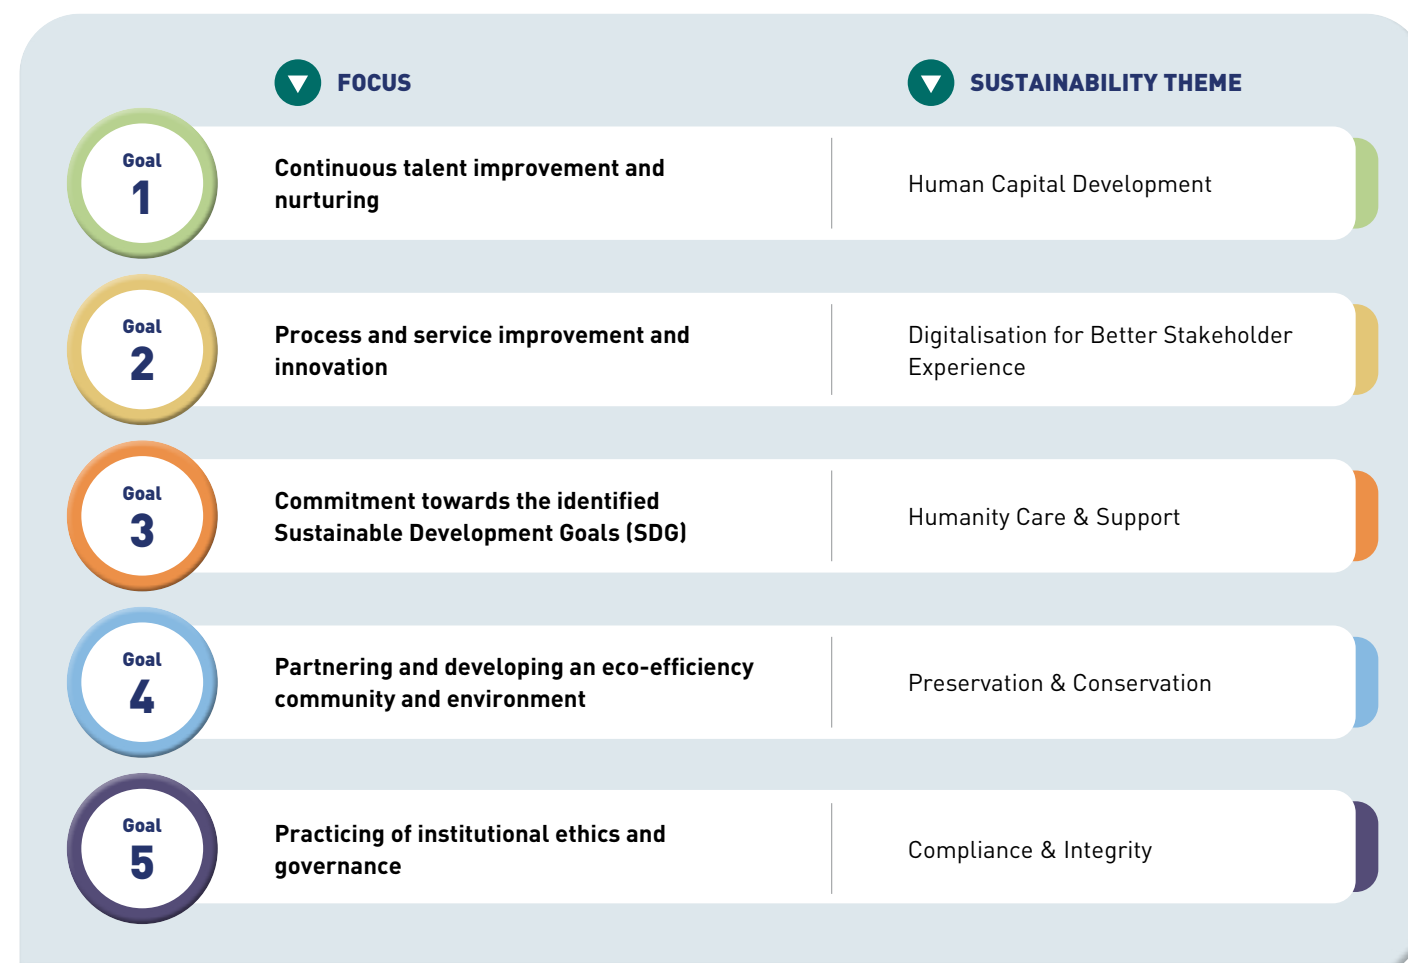 FOCUS
SUSTAINABILITY THEME
Goal
1
Continuous talent improvement and
nurturing
Human Capital Development
Goal
2
Process and service improvement and
innovation
Digitalisation for Better Stakeholder
Experience
Goal
3
Commitment towards the identified
Sustainable Development Goals (SDG)
Humanity Care & Support
Goal
4
Partnering and developing an eco-efficiency
community and environment
Preservation & Conservation
Goal
5
Practicing of institutional ethics and
governance
Compliance & Integrity